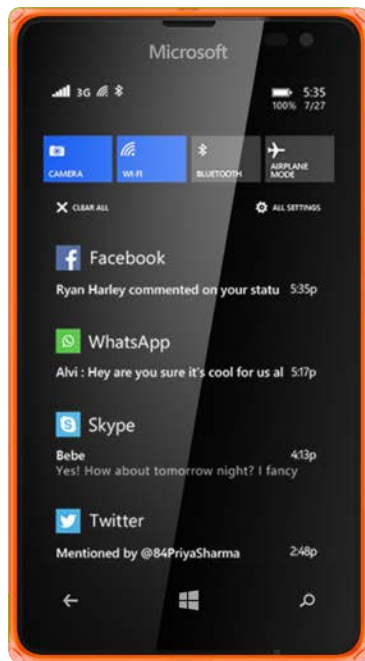 Microsoft
3G 5:35
100% 7/27
CAMERA WI-FI BLUETOOTH AIRPLANE MODE
CLEAR ALL ALL SETTINGS
Facebook
Ryan Harley commented on your statu 5:35p
WhatsApp
Alvi : Hey are you sure it's cool for us al 5:17p
Skype
Bebe 4:13p
Yes! How about tomorrow night? I fancy
Twitter
Mentioned by @84PriyaSharma 2:48p